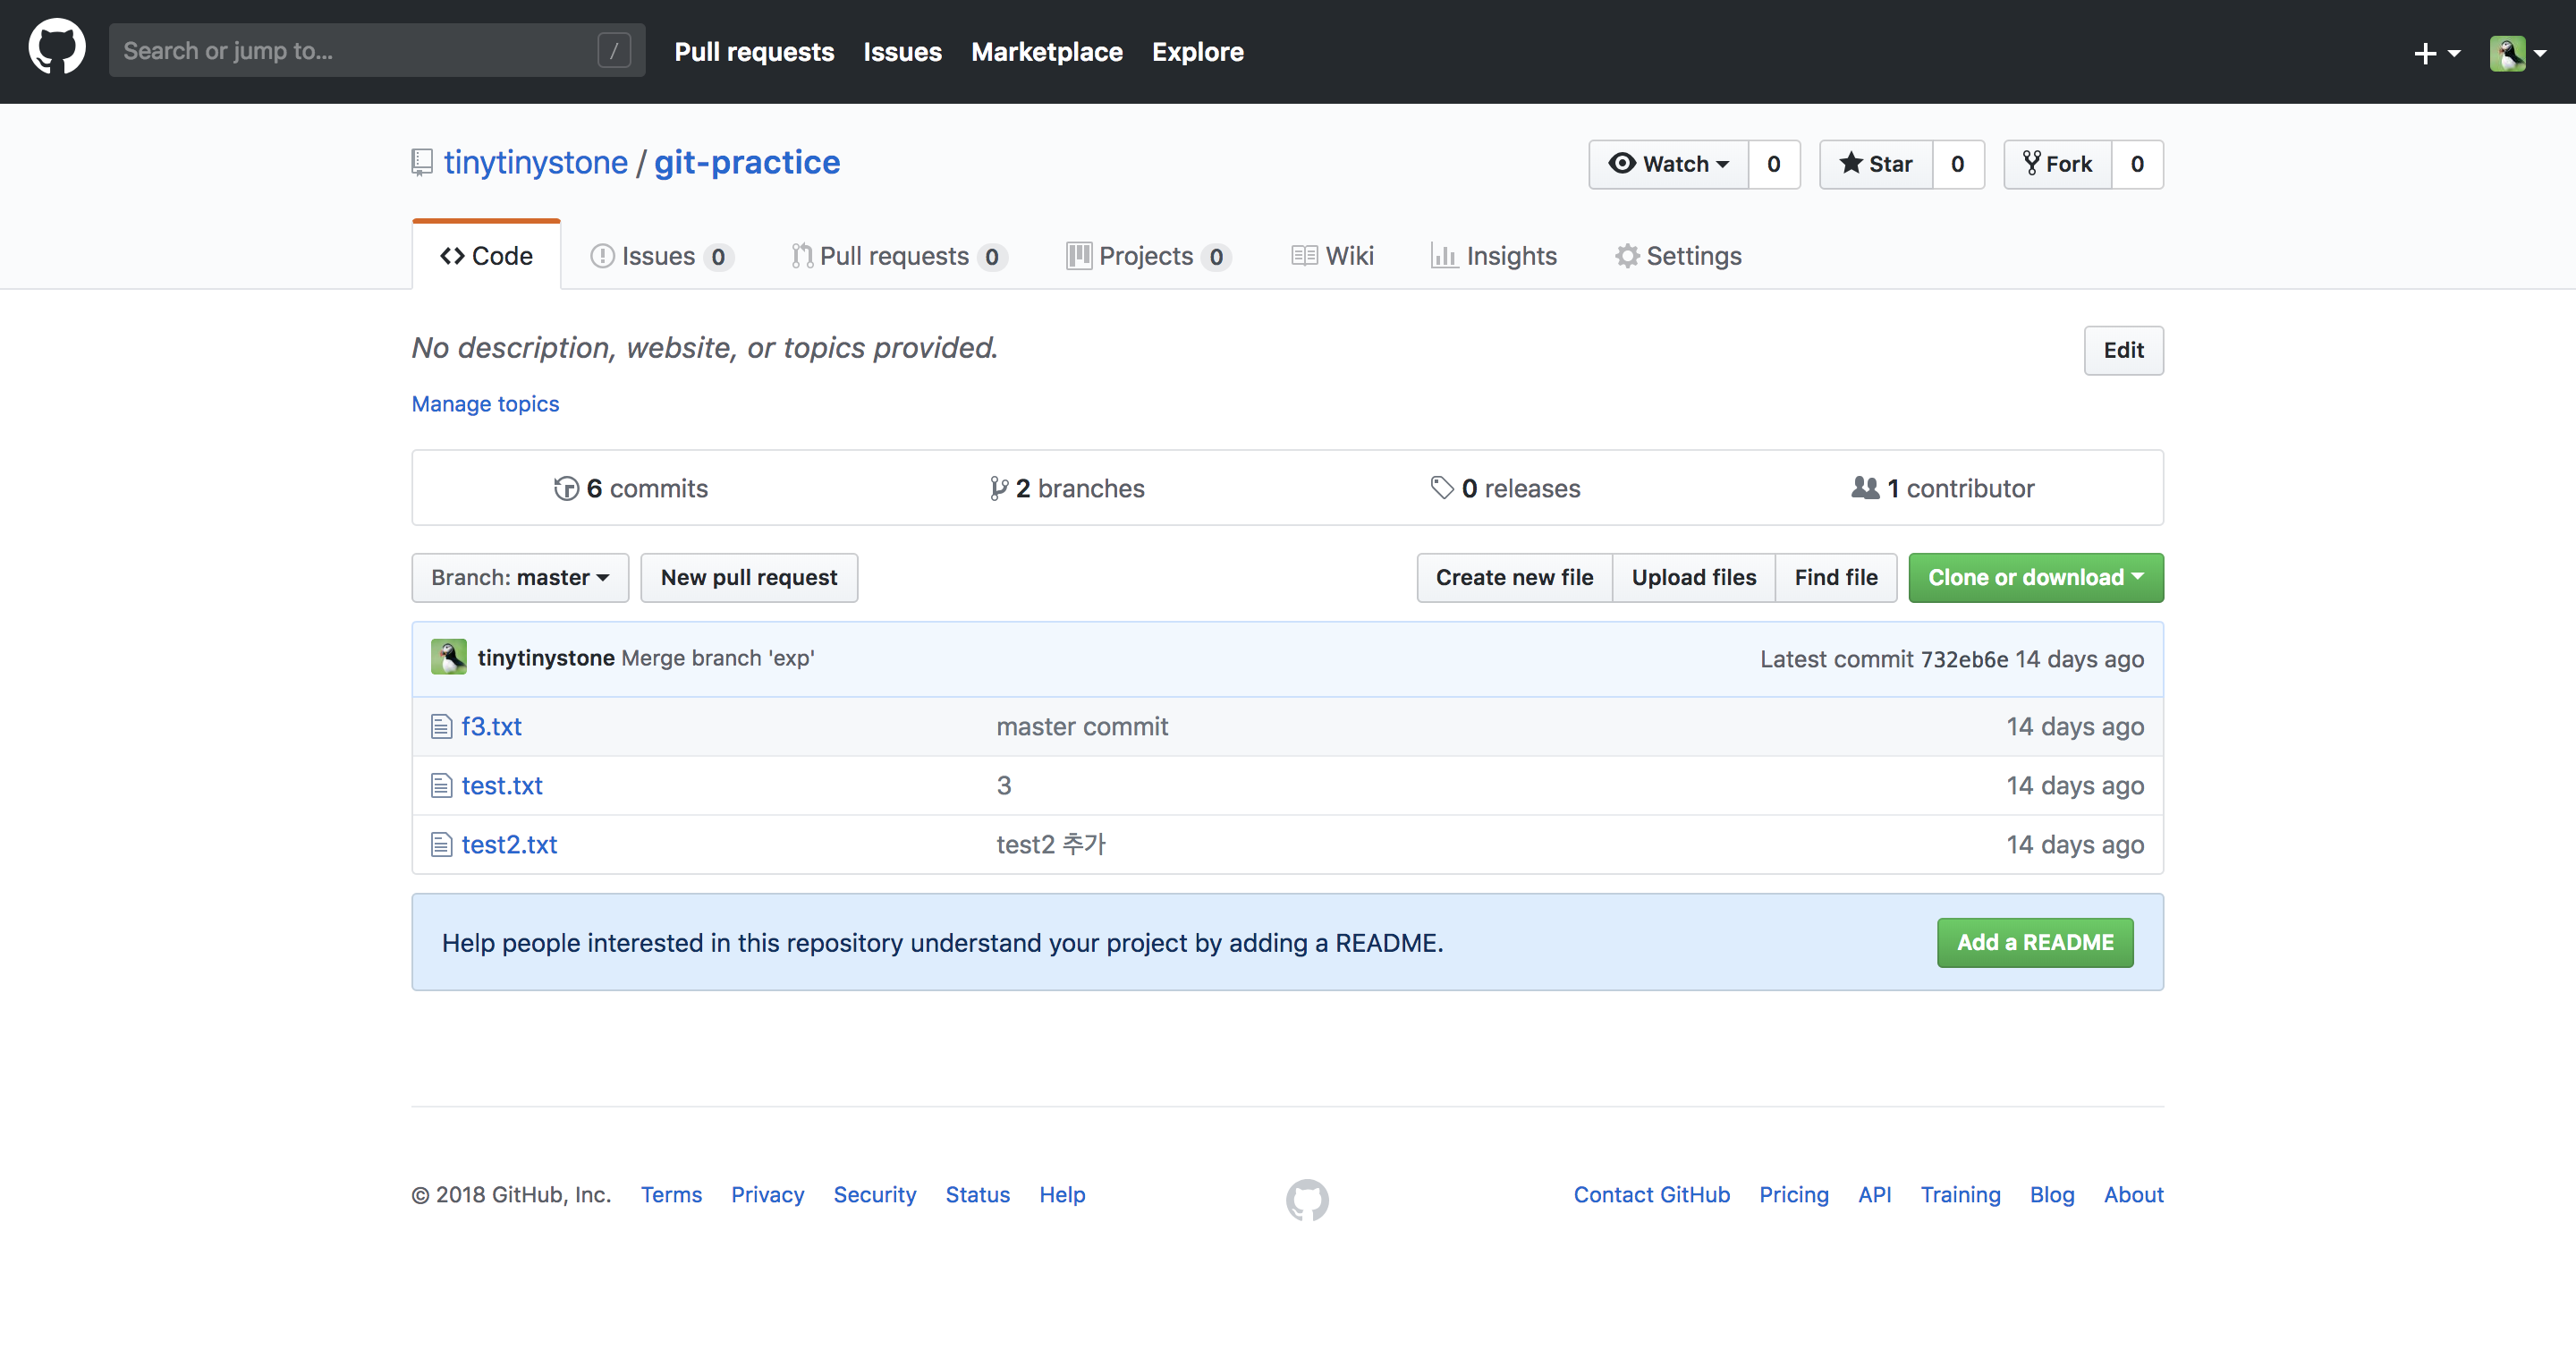 Search or jump to... / Pull requests Issues Marketplace Explore
tinytinystone / git-practice Watch 0 Star 0 Fork 0
Code Issues 0 Pull requests 0 Projects 0 Wiki Insights Settings
No description, website, or topics provided. Edit
Manage topics
6 commits 2 branches 0 releases 1 contributor
Branch: master New pull request Create new file Upload files Find file Clone or download
tinytinystone Merge branch 'exp' Latest commit 732eb6e 14 days ago
f3.txt master commit 14 days ago
test.txt 3 14 days ago
test2.txt test2 추가 14 days ago
Help people interested in this repository understand your project by adding a README. Add a README
© 2018 GitHub, Inc. Terms Privacy Security Status Help Contact GitHub Pricing API Training Blog About